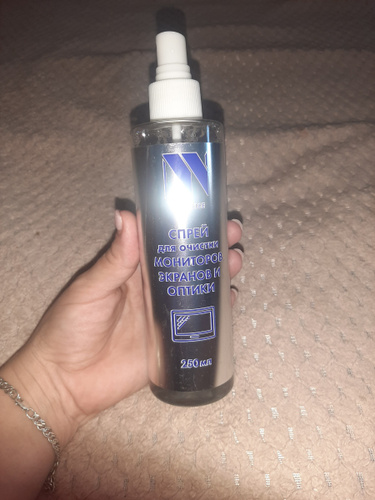 СПРЕЙ
ДЛЯ ОЧИСТКИ
МОНИТОРОВ
ЭКРАНОВ И
ОПТИКИ
250 мл